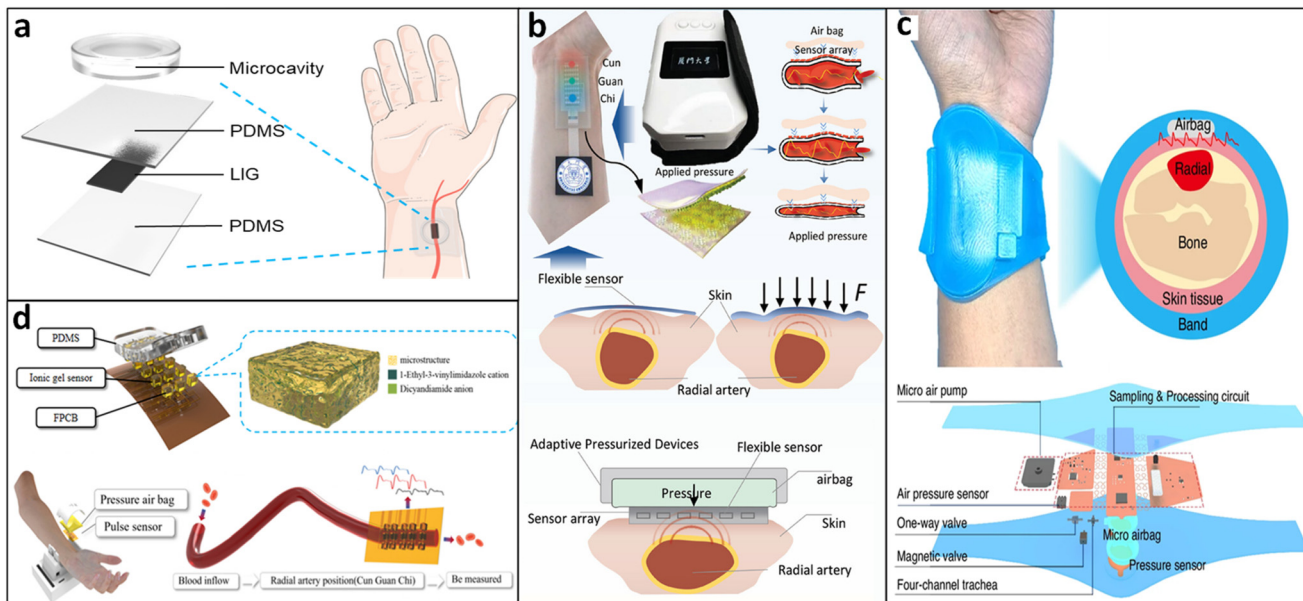 a
Microcavity
PDMS
LIG
PDMS
b
Cun
Guan
Chi
厦門大學
Air bag
Sensor array
Applied pressure
Applied pressure
Flexible sensor
Skin
F
Radial artery
Adaptive Pressurized Devices
Flexible sensor
Pressure
airbag
Sensor array
Skin
Radial artery
c
Airbag
Radial
Bone
Skin tissue
Band
Micro air pump
Sampling & Processing circuit
Air pressure sensor
One-way valve
Micro airbag
Magnetic valve
Pressure sensor
Four-channel trachea
d
PDMS
Ionic gel sensor
FPCB
microstructure
1-Ethyl-3-vinylimidazole cation
Dicyandiamide anion
Pressure air bag
Pulse sensor
Blood inflow
Radial artery position(Cun Guan Chi)
Be measured